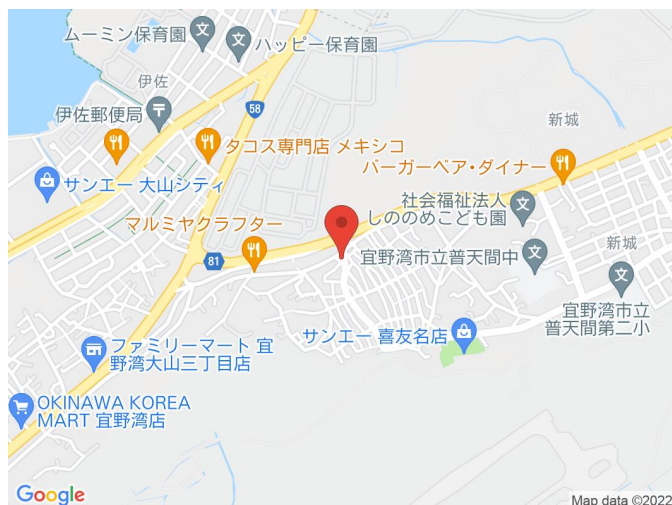 ムーミン保育園
ハッピー保育園
伊佐
伊佐郵便局
58
新城
タコス専門店 メキシコ
バーガーベア・ダイナー
サンエー 大山シティ
社会福祉法人
しののめこども園
マルミヤクラフター
宜野湾市立普天間中
新城
81
宜野湾市立
普天間第二小
サンエー 喜友名店
ファミリーマート 宜
野湾大山三丁目店
OKINAWA KOREA
MART 宜野湾店
Google
Map data ©2022